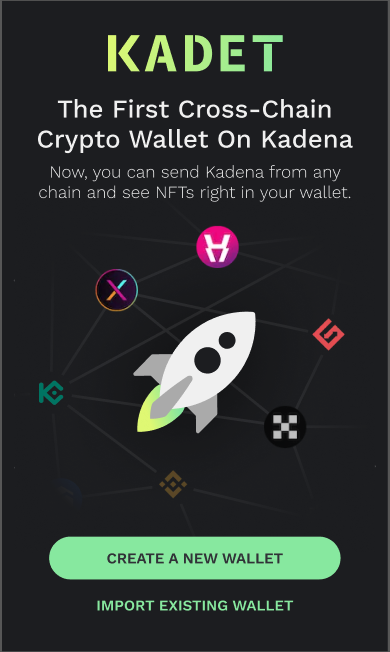 KADET
The First Cross-Chain
Crypto Wallet On Kadena
Now, you can send Kadena from any
chain and see NFTs right in your wallet.
CREATE A NEW WALLET
IMPORT EXISTING WALLET